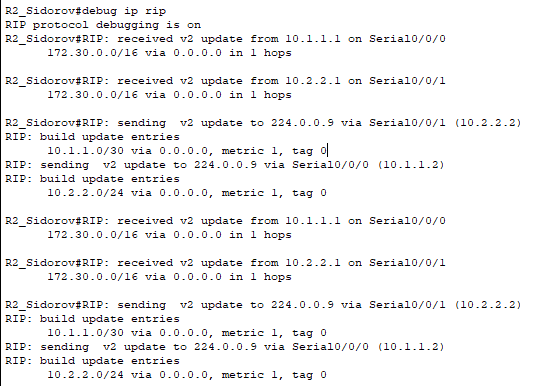 R2_Sidorov#debug ip rip
RIP protocol debugging is on
R2_Sidorov#RIP: received v2 update from 10.1.1.1 on Serial0/0/0
      172.30.0.0/16 via 0.0.0.0 in 1 hops

R2_Sidorov#RIP: received v2 update from 10.2.2.1 on Serial0/0/1
      172.30.0.0/16 via 0.0.0.0 in 1 hops

R2_Sidorov#RIP: sending  v2 update to 224.0.0.9 via Serial0/0/1 (10.2.2.2)
RIP: build update entries
      10.1.1.0/30 via 0.0.0.0, metric 1, tag 0
RIP: sending  v2 update to 224.0.0.9 via Serial0/0/0 (10.1.1.2)
RIP: build update entries
      10.2.2.0/24 via 0.0.0.0, metric 1, tag 0

R2_Sidorov#RIP: received v2 update from 10.1.1.1 on Serial0/0/0
      172.30.0.0/16 via 0.0.0.0 in 1 hops

R2_Sidorov#RIP: received v2 update from 10.2.2.1 on Serial0/0/1
      172.30.0.0/16 via 0.0.0.0 in 1 hops

R2_Sidorov#RIP: sending  v2 update to 224.0.0.9 via Serial0/0/1 (10.2.2.2)
RIP: build update entries
      10.1.1.0/30 via 0.0.0.0, metric 1, tag 0
RIP: sending  v2 update to 224.0.0.9 via Serial0/0/0 (10.1.1.2)
RIP: build update entries
      10.2.2.0/24 via 0.0.0.0, metric 1, tag 0